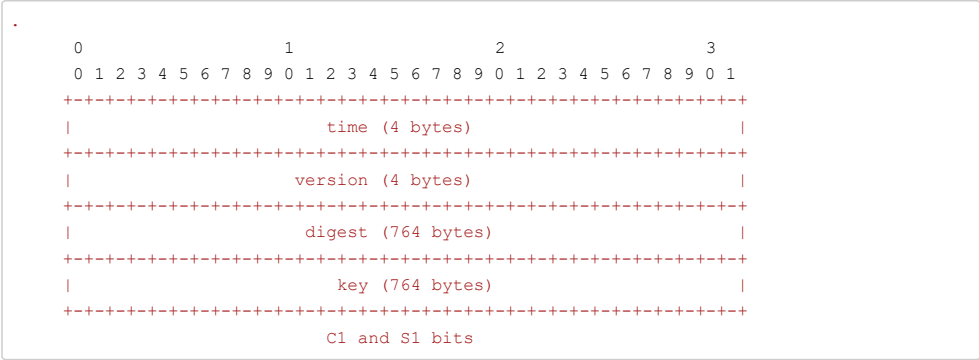 .
      0                   1                   2                   3
      0 1 2 3 4 5 6 7 8 9 0 1 2 3 4 5 6 7 8 9 0 1 2 3 4 5 6 7 8 9 0 1
     +-+-+-+-+-+-+-+-+-+-+-+-+-+-+-+-+-+-+-+-+-+-+-+-+-+-+-+-+-+-+-+-+
     |                        time (4 bytes)                         |
     +-+-+-+-+-+-+-+-+-+-+-+-+-+-+-+-+-+-+-+-+-+-+-+-+-+-+-+-+-+-+-+-+
     |                     version (4 bytes)                         |
     +-+-+-+-+-+-+-+-+-+-+-+-+-+-+-+-+-+-+-+-+-+-+-+-+-+-+-+-+-+-+-+-+
     |                      digest (764 bytes)                       |
     +-+-+-+-+-+-+-+-+-+-+-+-+-+-+-+-+-+-+-+-+-+-+-+-+-+-+-+-+-+-+-+-+
     |                         key (764 bytes)                       |
     +-+-+-+-+-+-+-+-+-+-+-+-+-+-+-+-+-+-+-+-+-+-+-+-+-+-+-+-+-+-+-+-+
                              C1 and S1 bits